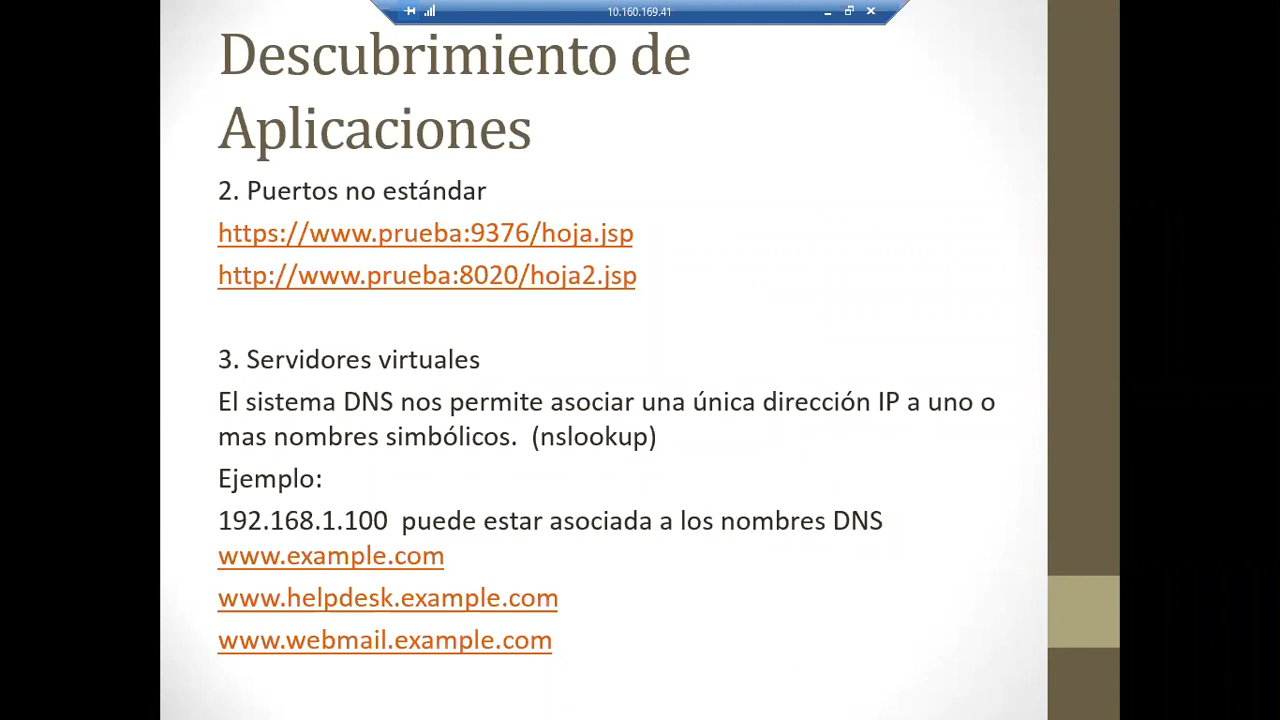 10.160.169.41
Descubrimiento de
Aplicaciones
2. Puertos no estándar
https://www.prueba:9376/hoja.jsp
http://www.prueba:8020/hoja2.jsp
3. Servidores virtuales
El sistema DNS nos permite asociar una única dirección IP a uno o
mas nombres simbólicos.  (nslookup)
Ejemplo:
192.168.1.100  puede estar asociada a los nombres DNS
www.example.com
www.helpdesk.example.com
www.webmail.example.com